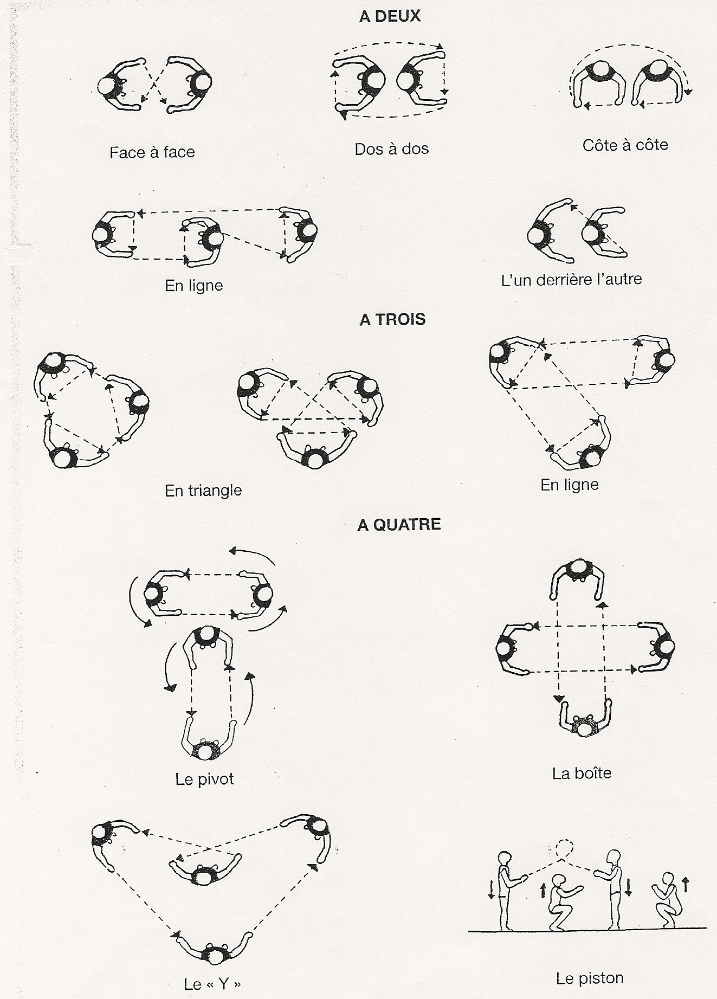 A DEUX
Face à face
Dos à dos
Côte à côte
En ligne
L'un derrière l'autre
A TROIS
En triangle
En ligne
A QUATRE
Le pivot
La boîte
Le « Y »
Le piston